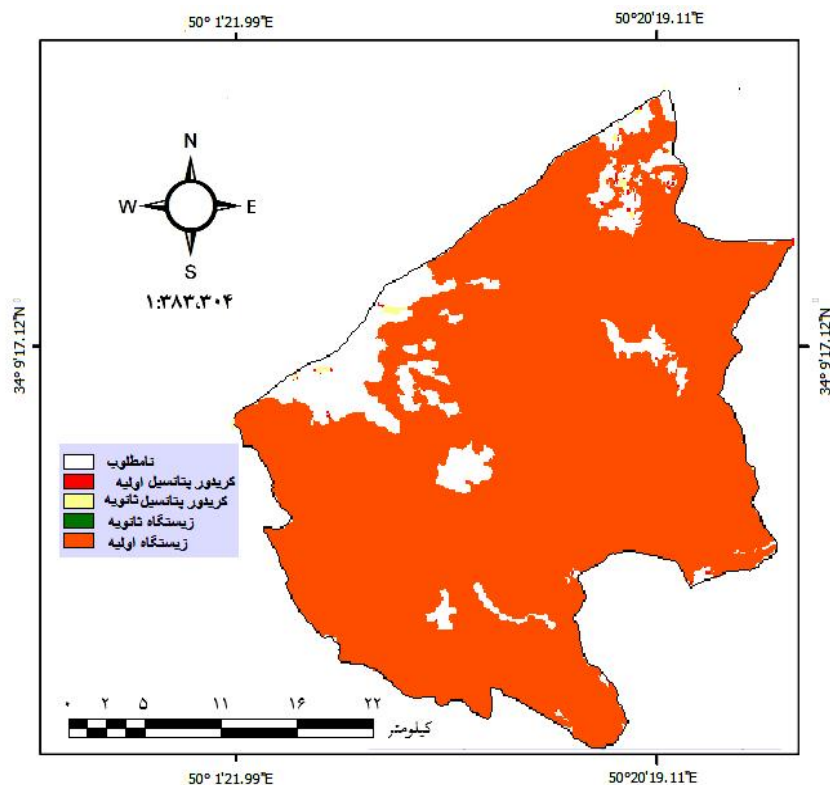 50° 1'21.99"E
50° 20'19.11"E
N
W
E
S
۱:۳۸۳,۳۰۴
34° 9'17.12"N
34° 9'17.12"N
نامطلوب
کریدور پتانسیل اولیه
کریدور پتانسیل ثانویه
زیستگاه ثانویه
زیستگاه اولیه
۰ ۲ ۵ ۱۱ ۱۶ ۲۲
کیلومتر
50° 1'21.99"E
50° 20'19.11"E